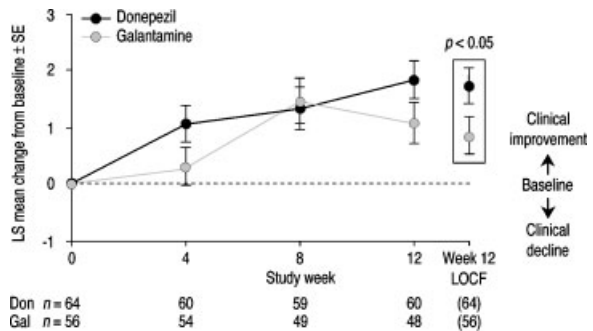 Donepezil
Galantamine
p < 0.05
LS mean change from baseline ± SE
3
2
1
0
-1
Clinical
improvement
Baseline
Clinical
decline
0 4 8 12 Week 12
Study week LOCF
Don n = 64 60 59 60 (64)
Gal n = 56 54 49 48 (56)